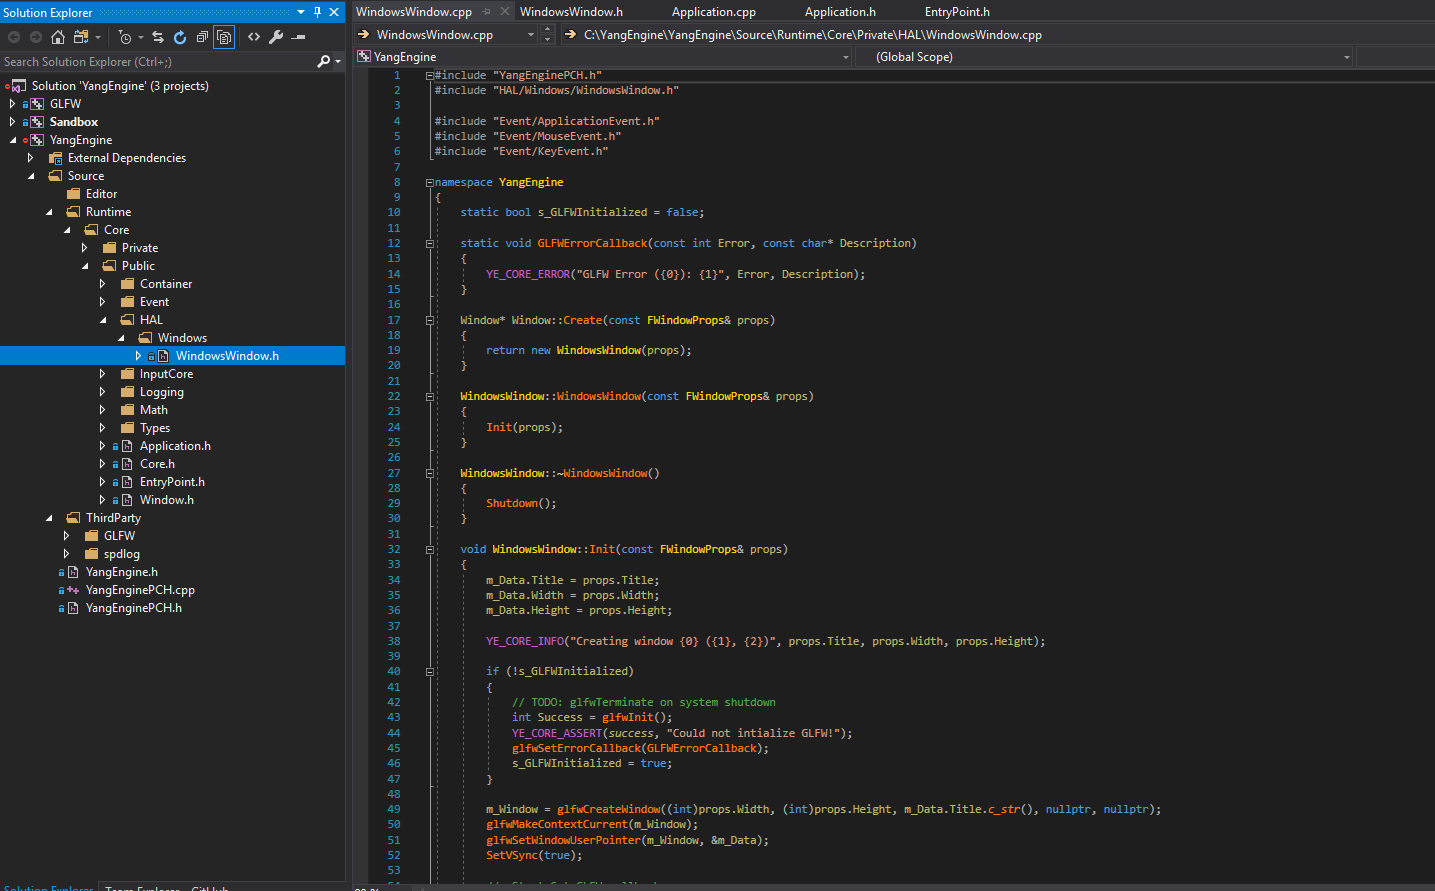 Solution Explorer
Search Solution Explorer (Ctrl+;)
Solution 'YangEngine' (3 projects)
GLFW
Sandbox
YangEngine
External Dependencies
Source
Editor
Runtime
Core
Private
Public
Container
Event
HAL
Windows
WindowsWindow.h
InputCore
Logging
Math
Types
Application.h
Core.h
EntryPoint.h
Window.h
ThirdParty
GLFW
spdlog
YangEngine.h
YangEnginePCH.cpp
YangEnginePCH.h
Solution Explorer Team Explorer - GitHub
WindowsWindow.cpp WindowsWindow.h Application.cpp Application.h EntryPoint.h
WindowsWindow.cpp C:\YangEngine\YangEngine\Source\Runtime\Core\Private\HAL\WindowsWindow.cpp
YangEngine (Global Scope)
1 #include "YangEnginePCH.h"
2 #include "HAL/Windows/WindowsWindow.h"
3
4 #include "Event/ApplicationEvent.h"
5 #include "Event/MouseEvent.h"
6 #include "Event/KeyEvent.h"
7
8 namespace YangEngine
9 {
10 static bool s_GLFWInitialized = false;
11
12 static void GLFWErrorCallback(const int Error, const char* Description)
13 {
14 YE_CORE_ERROR("GLFW Error ({0}): {1}", Error, Description);
15 }
16
17 Window* Window::Create(const FWindowProps& props)
18 {
19 return new WindowsWindow(props);
20 }
21
22 WindowsWindow::WindowsWindow(const FWindowProps& props)
23 {
24 Init(props);
25 }
26
27 WindowsWindow::~WindowsWindow()
28 {
29 Shutdown();
30 }
31
32 void WindowsWindow::Init(const FWindowProps& props)
33 {
34 m_Data.Title = props.Title;
35 m_Data.Width = props.Width;
36 m_Data.Height = props.Height;
37
38 YE_CORE_INFO("Creating window {0} ({1}, {2})", props.Title, props.Width, props.Height);
39
40 if (!s_GLFWInitialized)
41 {
42 // TODO: glfwTerminate on system shutdown
43 int Success = glfwInit();
44 YE_CORE_ASSERT(success, "Could not intialize GLFW!");
45 glfwSetErrorCallback(GLFWErrorCallback);
46 s_GLFWInitialized = true;
47 }
48
49 m_Window = glfwCreateWindow((int)props.Width, (int)props.Height, m_Data.Title.c_str(), nullptr, nullptr);
50 glfwMakeContextCurrent(m_Window);
51 glfwSetWindowUserPointer(m_Window, &m_Data);
52 SetVSync(true);
53